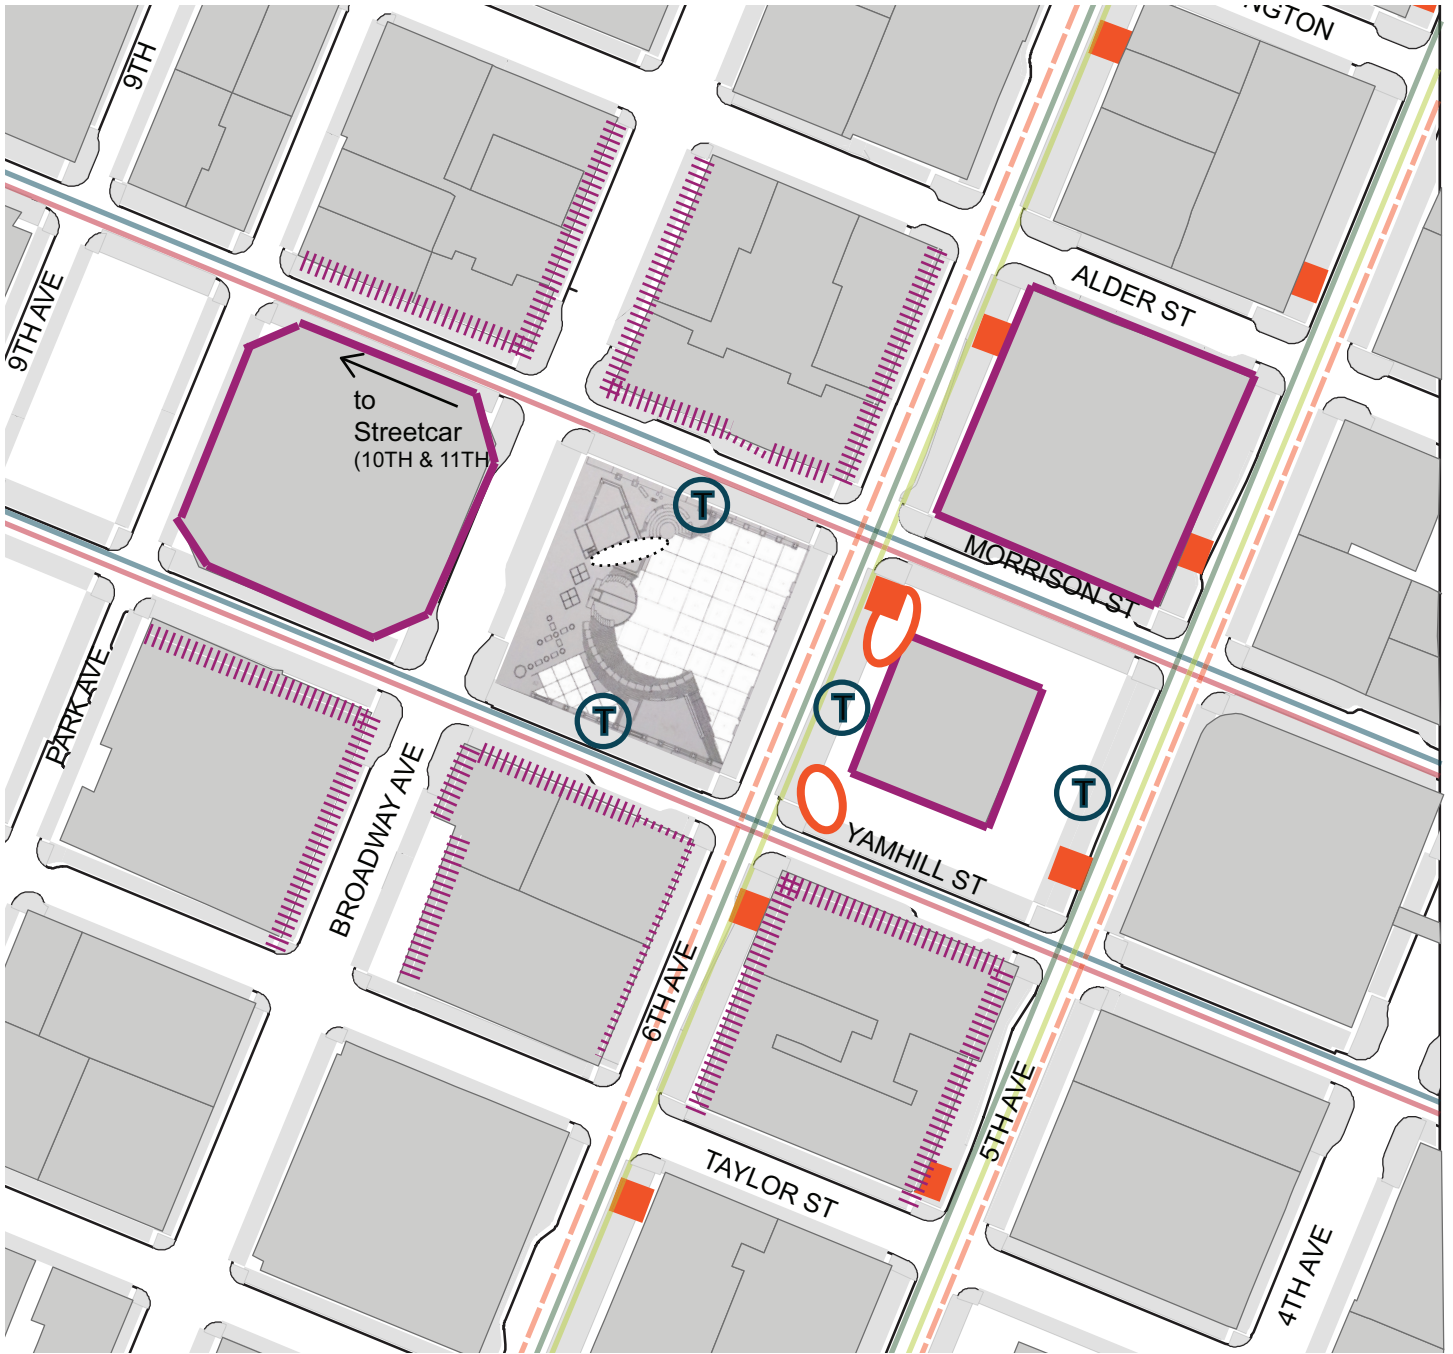 NGTON
9TH
ALDER ST
9TH AVE
to
Streetcar
(10TH & 11TH
T
MORRISON ST
T
T
T
PARK AVE
BROADWAY AVE
YAMHILL ST
6TH AVE
5TH AVE
TAYLOR ST
4TH AVE